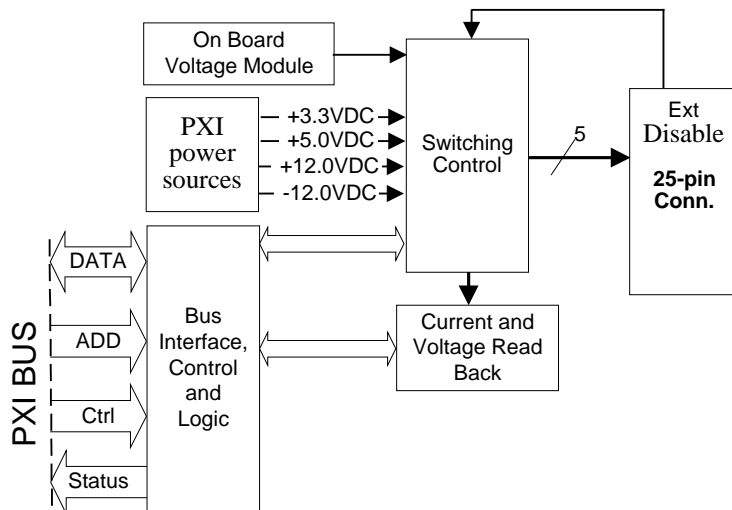 On Board
Voltage Module
PXI
power
sources
+3.3VDC
+5.0VDC
+12.0VDC
-12.0VDC
Switching
Control
5
Ext
Disable
25-pin
Conn.
PXI BUS
DATA
ADD
Ctrl
Status
Bus
Interface,
Control
and
Logic
Current and
Voltage Read
Back